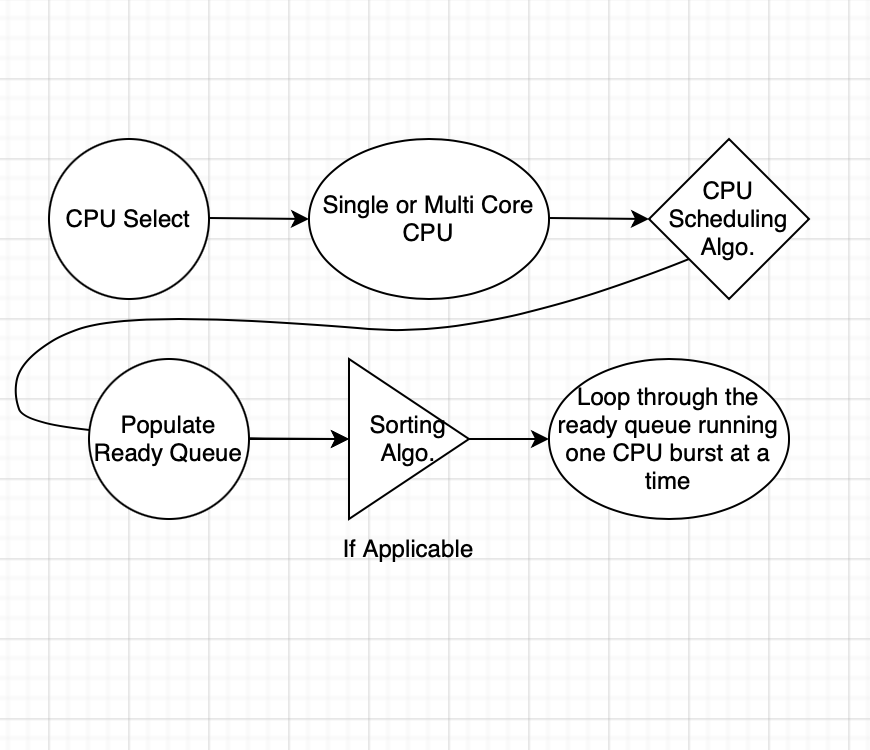 CPU Select
Single or Multi Core
CPU
CPU
Scheduling
Algo.
Populate
Ready Queue
Sorting
Algo.
If Applicable
Loop through the
ready queue running
one CPU burst at a
time